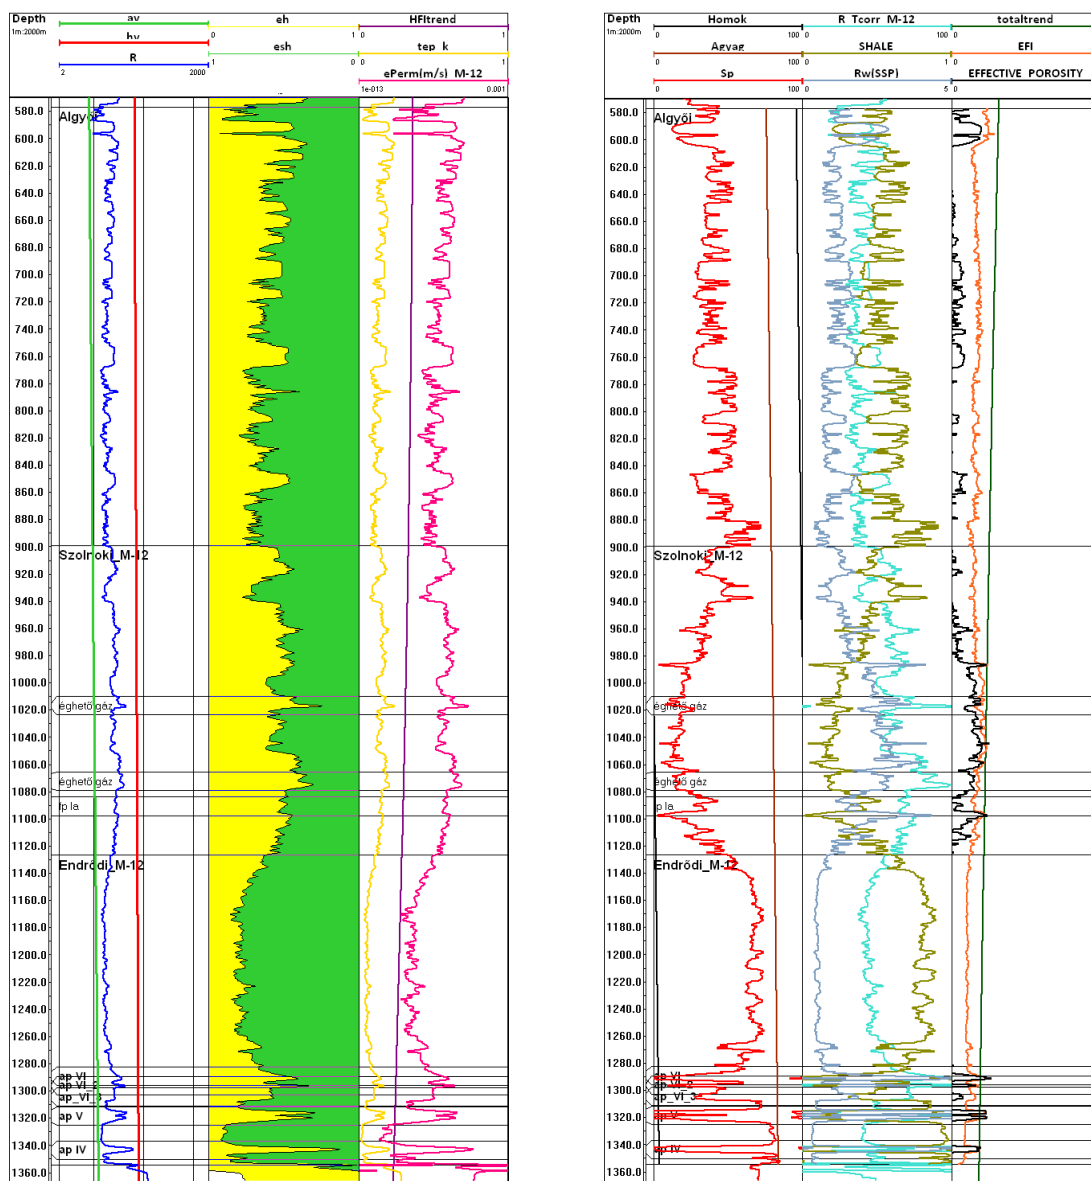 Depth
1m:2000m
av
hv
R
2 2000
eh
0 1
esh
1 0
HFItrend
0 1
tep_k
0 1
ePerm(m/s)_M-12
1e-013 0.001
580.0
600.0
620.0
640.0
660.0
680.0
700.0
720.0
740.0
760.0
780.0
800.0
820.0
840.0
860.0
880.0
900.0
920.0
940.0
960.0
980.0
1000.0
1020.0
1040.0
1060.0
1080.0
1100.0
1120.0
1140.0
1160.0
1180.0
1200.0
1220.0
1240.0
1260.0
1280.0
1300.0
1320.0
1340.0
1360.0
Algyői
Szolnoki_M-12
éghető gáz
éghető gáz
fp Ia
Endrődi_M-12
ap VI
ap VI_2
ap_VI_3
ap V
ap IV
Depth
1m:2000m
Homok
0 100
Agyag
0 100
Sp
0 100
R_Tcorr_M-12
0 100
SHALE
0 1
Rw(SSP)
0 5
totaltrend
0
EFI
0
EFFECTIVE_POROSITY
0
580.0
600.0
620.0
640.0
660.0
680.0
700.0
720.0
740.0
760.0
780.0
800.0
820.0
840.0
860.0
880.0
900.0
920.0
940.0
960.0
980.0
1000.0
1020.0
1040.0
1060.0
1080.0
1100.0
1120.0
1140.0
1160.0
1180.0
1200.0
1220.0
1240.0
1260.0
1280.0
1300.0
1320.0
1340.0
1360.0
Algyői
Szolnoki_M-12
éghető gáz
éghető gáz
fp Ia
Endrődi_M-12
ap VI
ap VI_2
ap_VI_3
ap V
ap IV